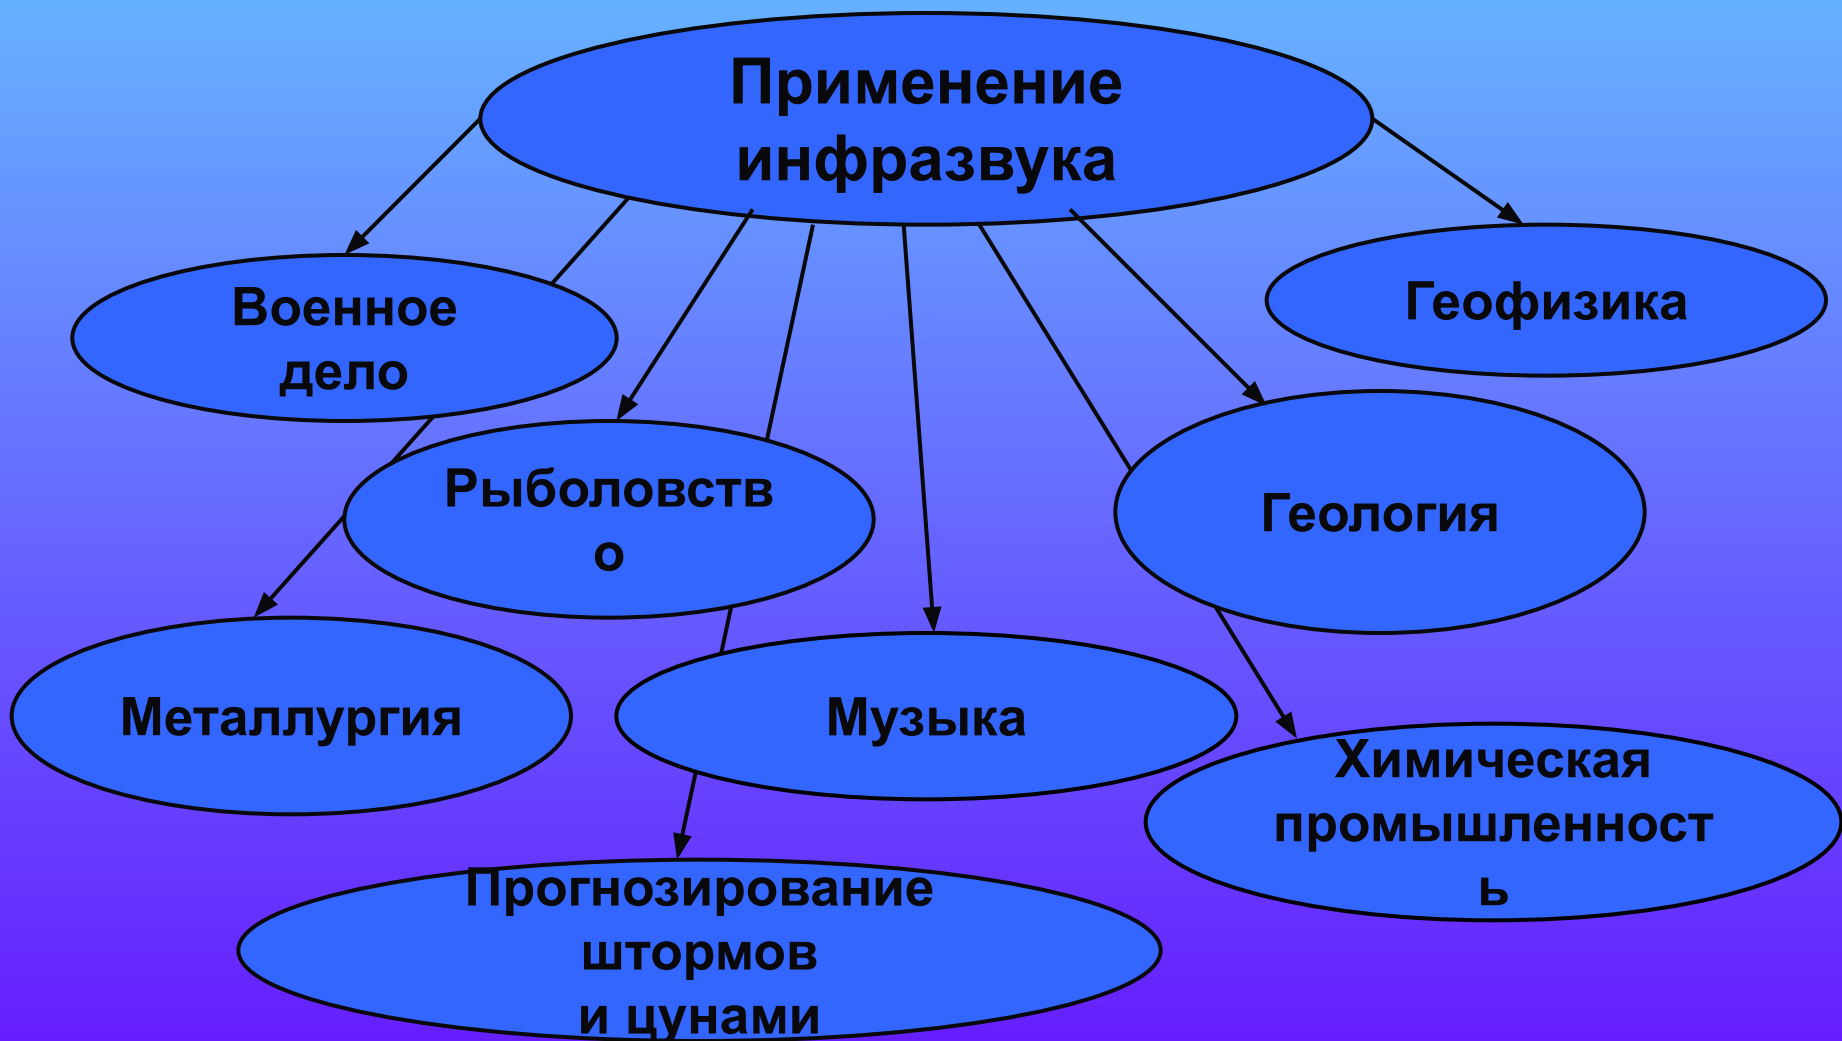 Применение
инфразвука
Военное
дело
Геофизика
Рыболовств
о
Геология
Металлургия
Музыка
Химическая
промышленност
ь
Прогнозирование
штормов
и цунами